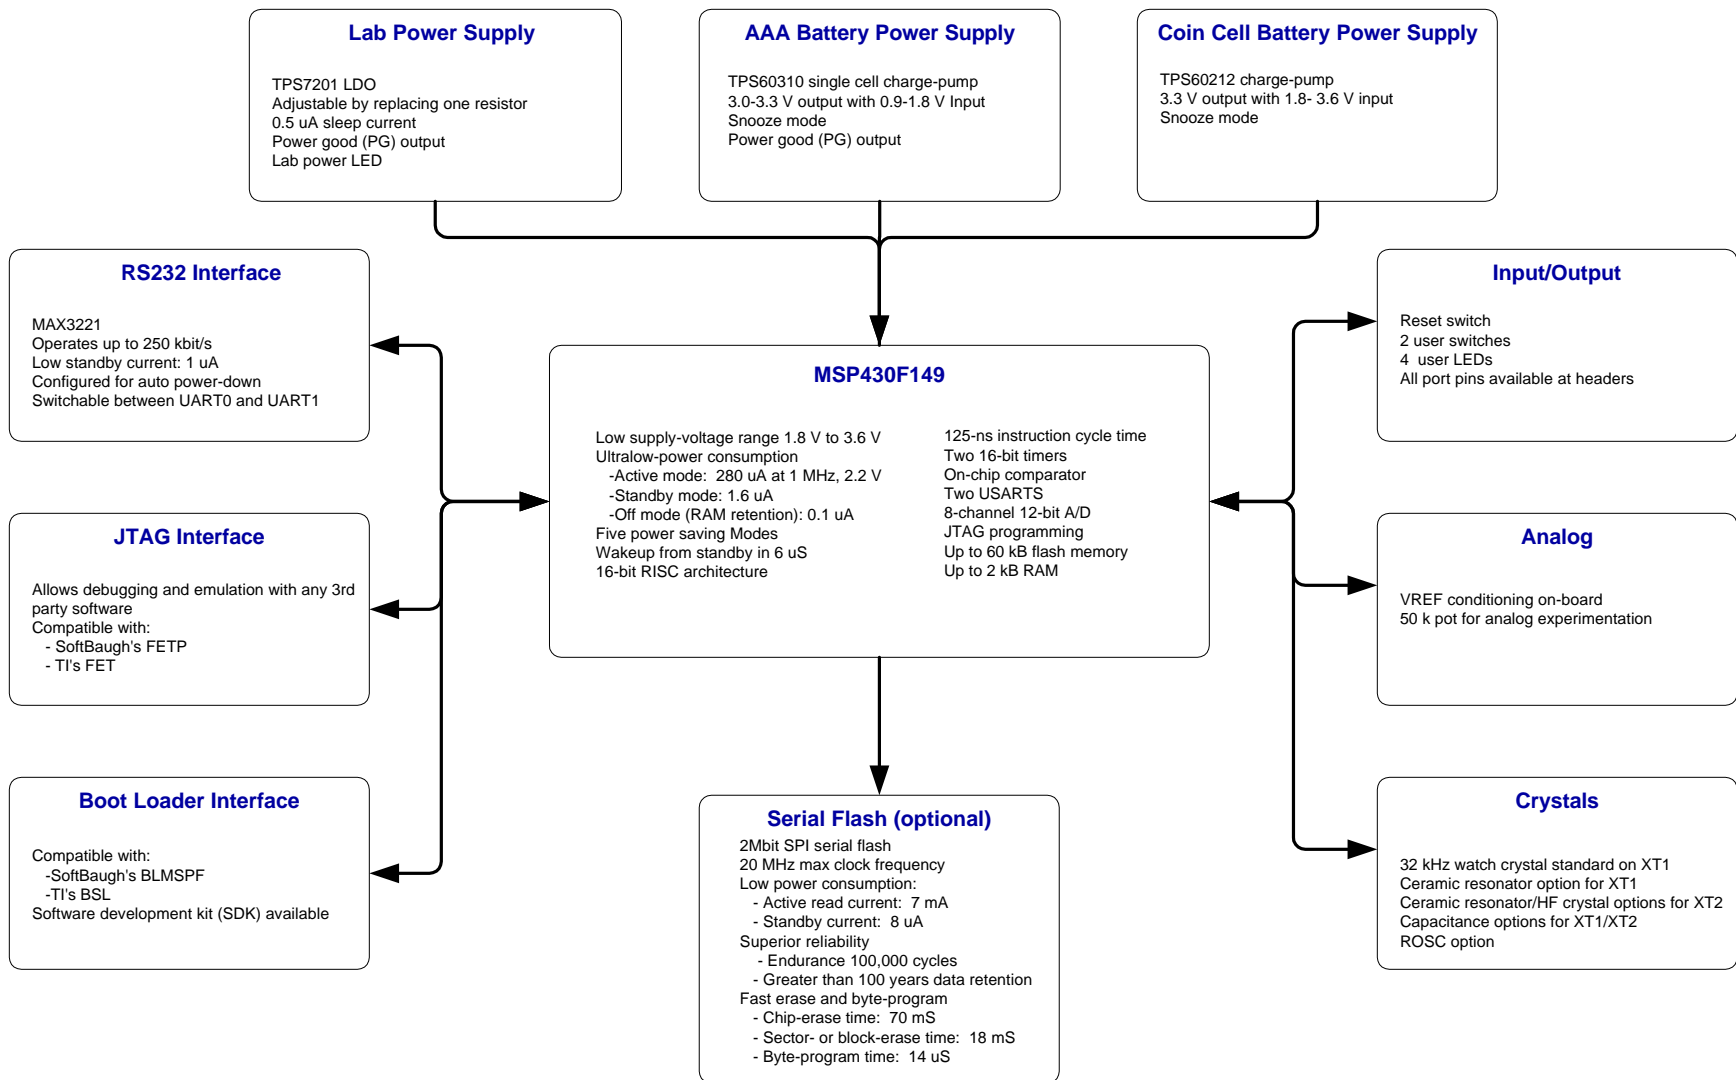 Lab Power Supply
TPS7201 LDO
Adjustable by replacing one resistor
0.5 uA sleep current
Power good (PG) output
Lab power LED
AAA Battery Power Supply
TPS60310 single cell charge-pump
3.0-3.3 V output with 0.9-1.8 V Input
Snooze mode
Power good (PG) output
Coin Cell Battery Power Supply
TPS60212 charge-pump
3.3 V output with 1.8- 3.6 V input
Snooze mode
RS232 Interface
MAX3221
Operates up to 250 kbit/s
Low standby current: 1 uA
Configured for auto power-down
Switchable between UART0 and UART1
JTAG Interface
Allows debugging and emulation with any 3rd
party software
Compatible with:
- SoftBaugh's FETP
- TI's FET
Boot Loader Interface
Compatible with:
-SoftBaugh's BLMSPF
-TI's BSL
Software development kit (SDK) available
MSP430F149
Low supply-voltage range 1.8 V to 3.6 V
Ultralow-power consumption
-Active mode: 280 uA at 1 MHz, 2.2 V
-Standby mode: 1.6 uA
-Off mode (RAM retention): 0.1 uA
Five power saving Modes
Wakeup from standby in 6 uS
16-bit RISC architecture
125-ns instruction cycle time
Two 16-bit timers
On-chip comparator
Two USARTS
8-channel 12-bit A/D
JTAG programming
Up to 60 kB flash memory
Up to 2 kB RAM
Serial Flash (optional)
2Mbit SPI serial flash
20 MHz max clock frequency
Low power consumption:
- Active read current: 7 mA
- Standby current: 8 uA
Superior reliability
- Endurance 100,000 cycles
- Greater than 100 years data retention
Fast erase and byte-program
- Chip-erase time: 70 mS
- Sector- or block-erase time: 18 mS
- Byte-program time: 14 uS
Input/Output
Reset switch
2 user switches
4 user LEDs
All port pins available at headers
Analog
VREF conditioning on-board
50 k pot for analog experimentation
Crystals
32 kHz watch crystal standard on XT1
Ceramic resonator option for XT1
Ceramic resonator/HF crystal options for XT2
Capacitance options for XT1/XT2
ROSC option